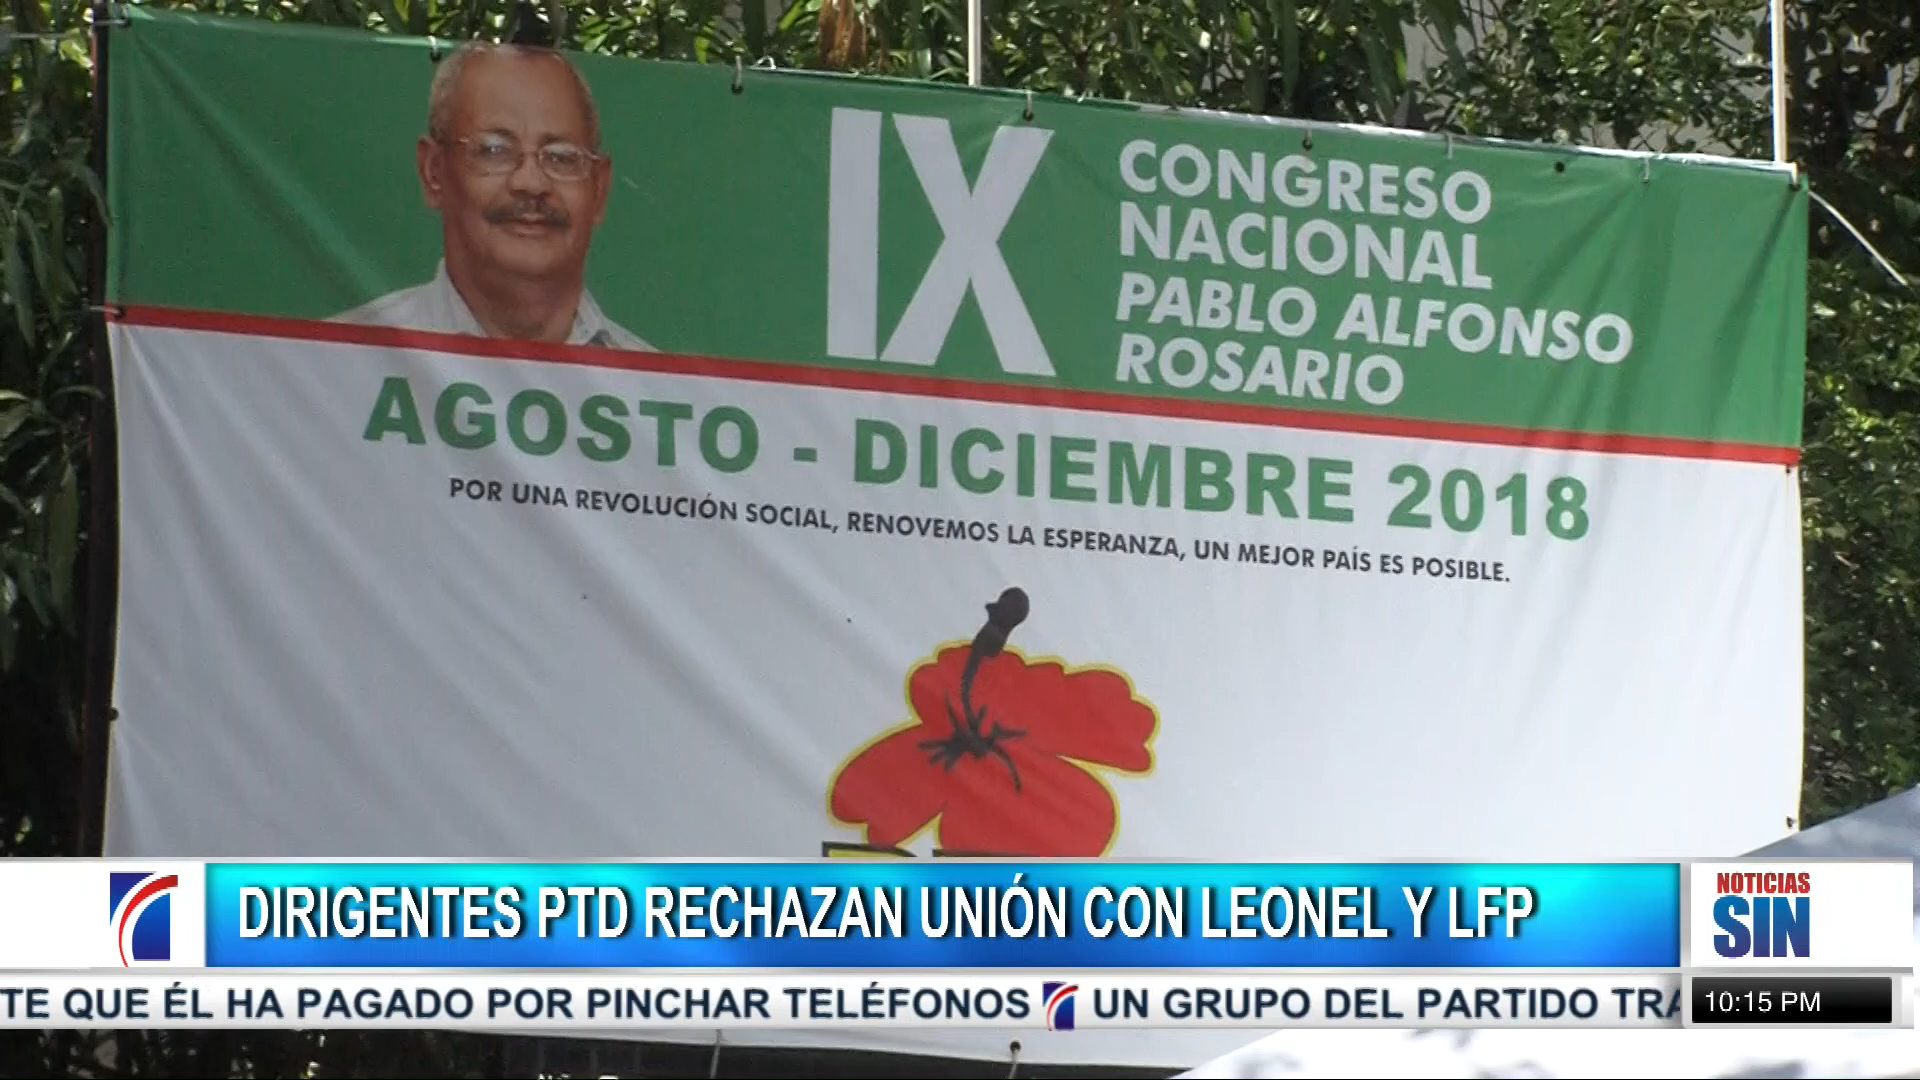 IX
CONGRESO
NACIONAL
PABLO ALFONSO
ROSARIO
AGOSTO - DICIEMBRE 2018
POR UNA REVOLUCIÓN SOCIAL, RENOVEMOS LA ESPERANZA, UN MEJOR PAÍS ES POSIBLE.
DIRIGENTES PTD RECHAZAN UNIÓN CON LEONEL Y LFP
NOTICIAS
SIN
TE QUE ÉL HA PAGADO POR PINCHAR TELÉFONOS UN GRUPO DEL PARTIDO TRA
10:15 PM